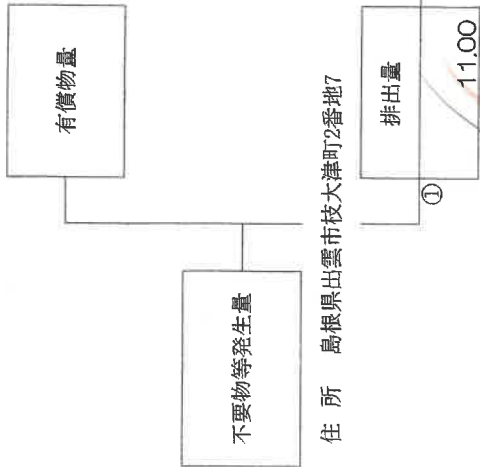 有償物量
不要物等発生量
住 所 島根県出雲市枝大津町2番地7
排出量
①
11.00